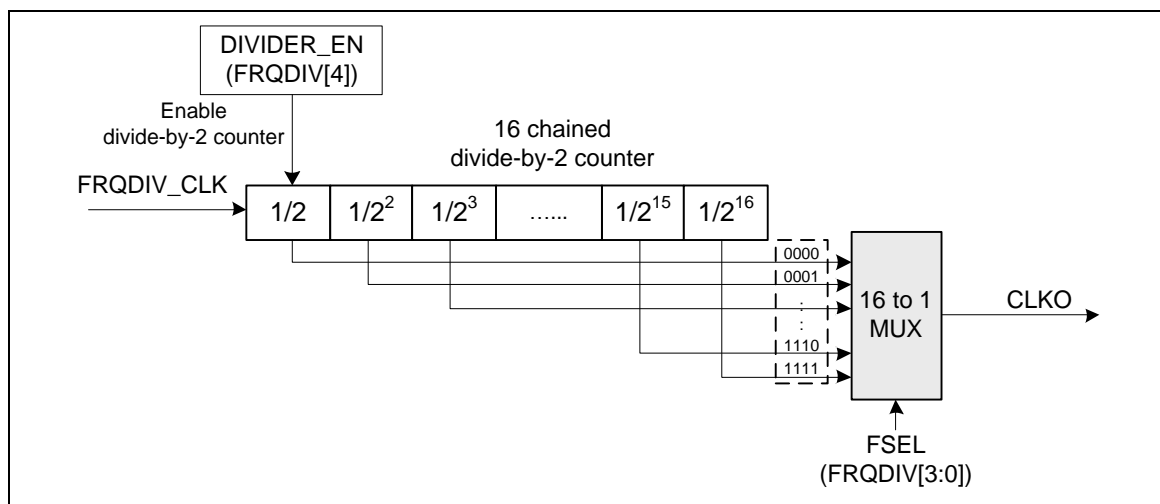 DIVIDER_EN
(FRQDIV[4])
Enable
divide-by-2 counter
16 chained
divide-by-2 counter
FRQDIV_CLK
1/2 1/2² 1/2³ …... 1/2¹⁵ 1/2¹⁶
0000
0001
:
:
1110
1111
16 to 1
MUX
CLKO
FSEL
(FRQDIV[3:0])